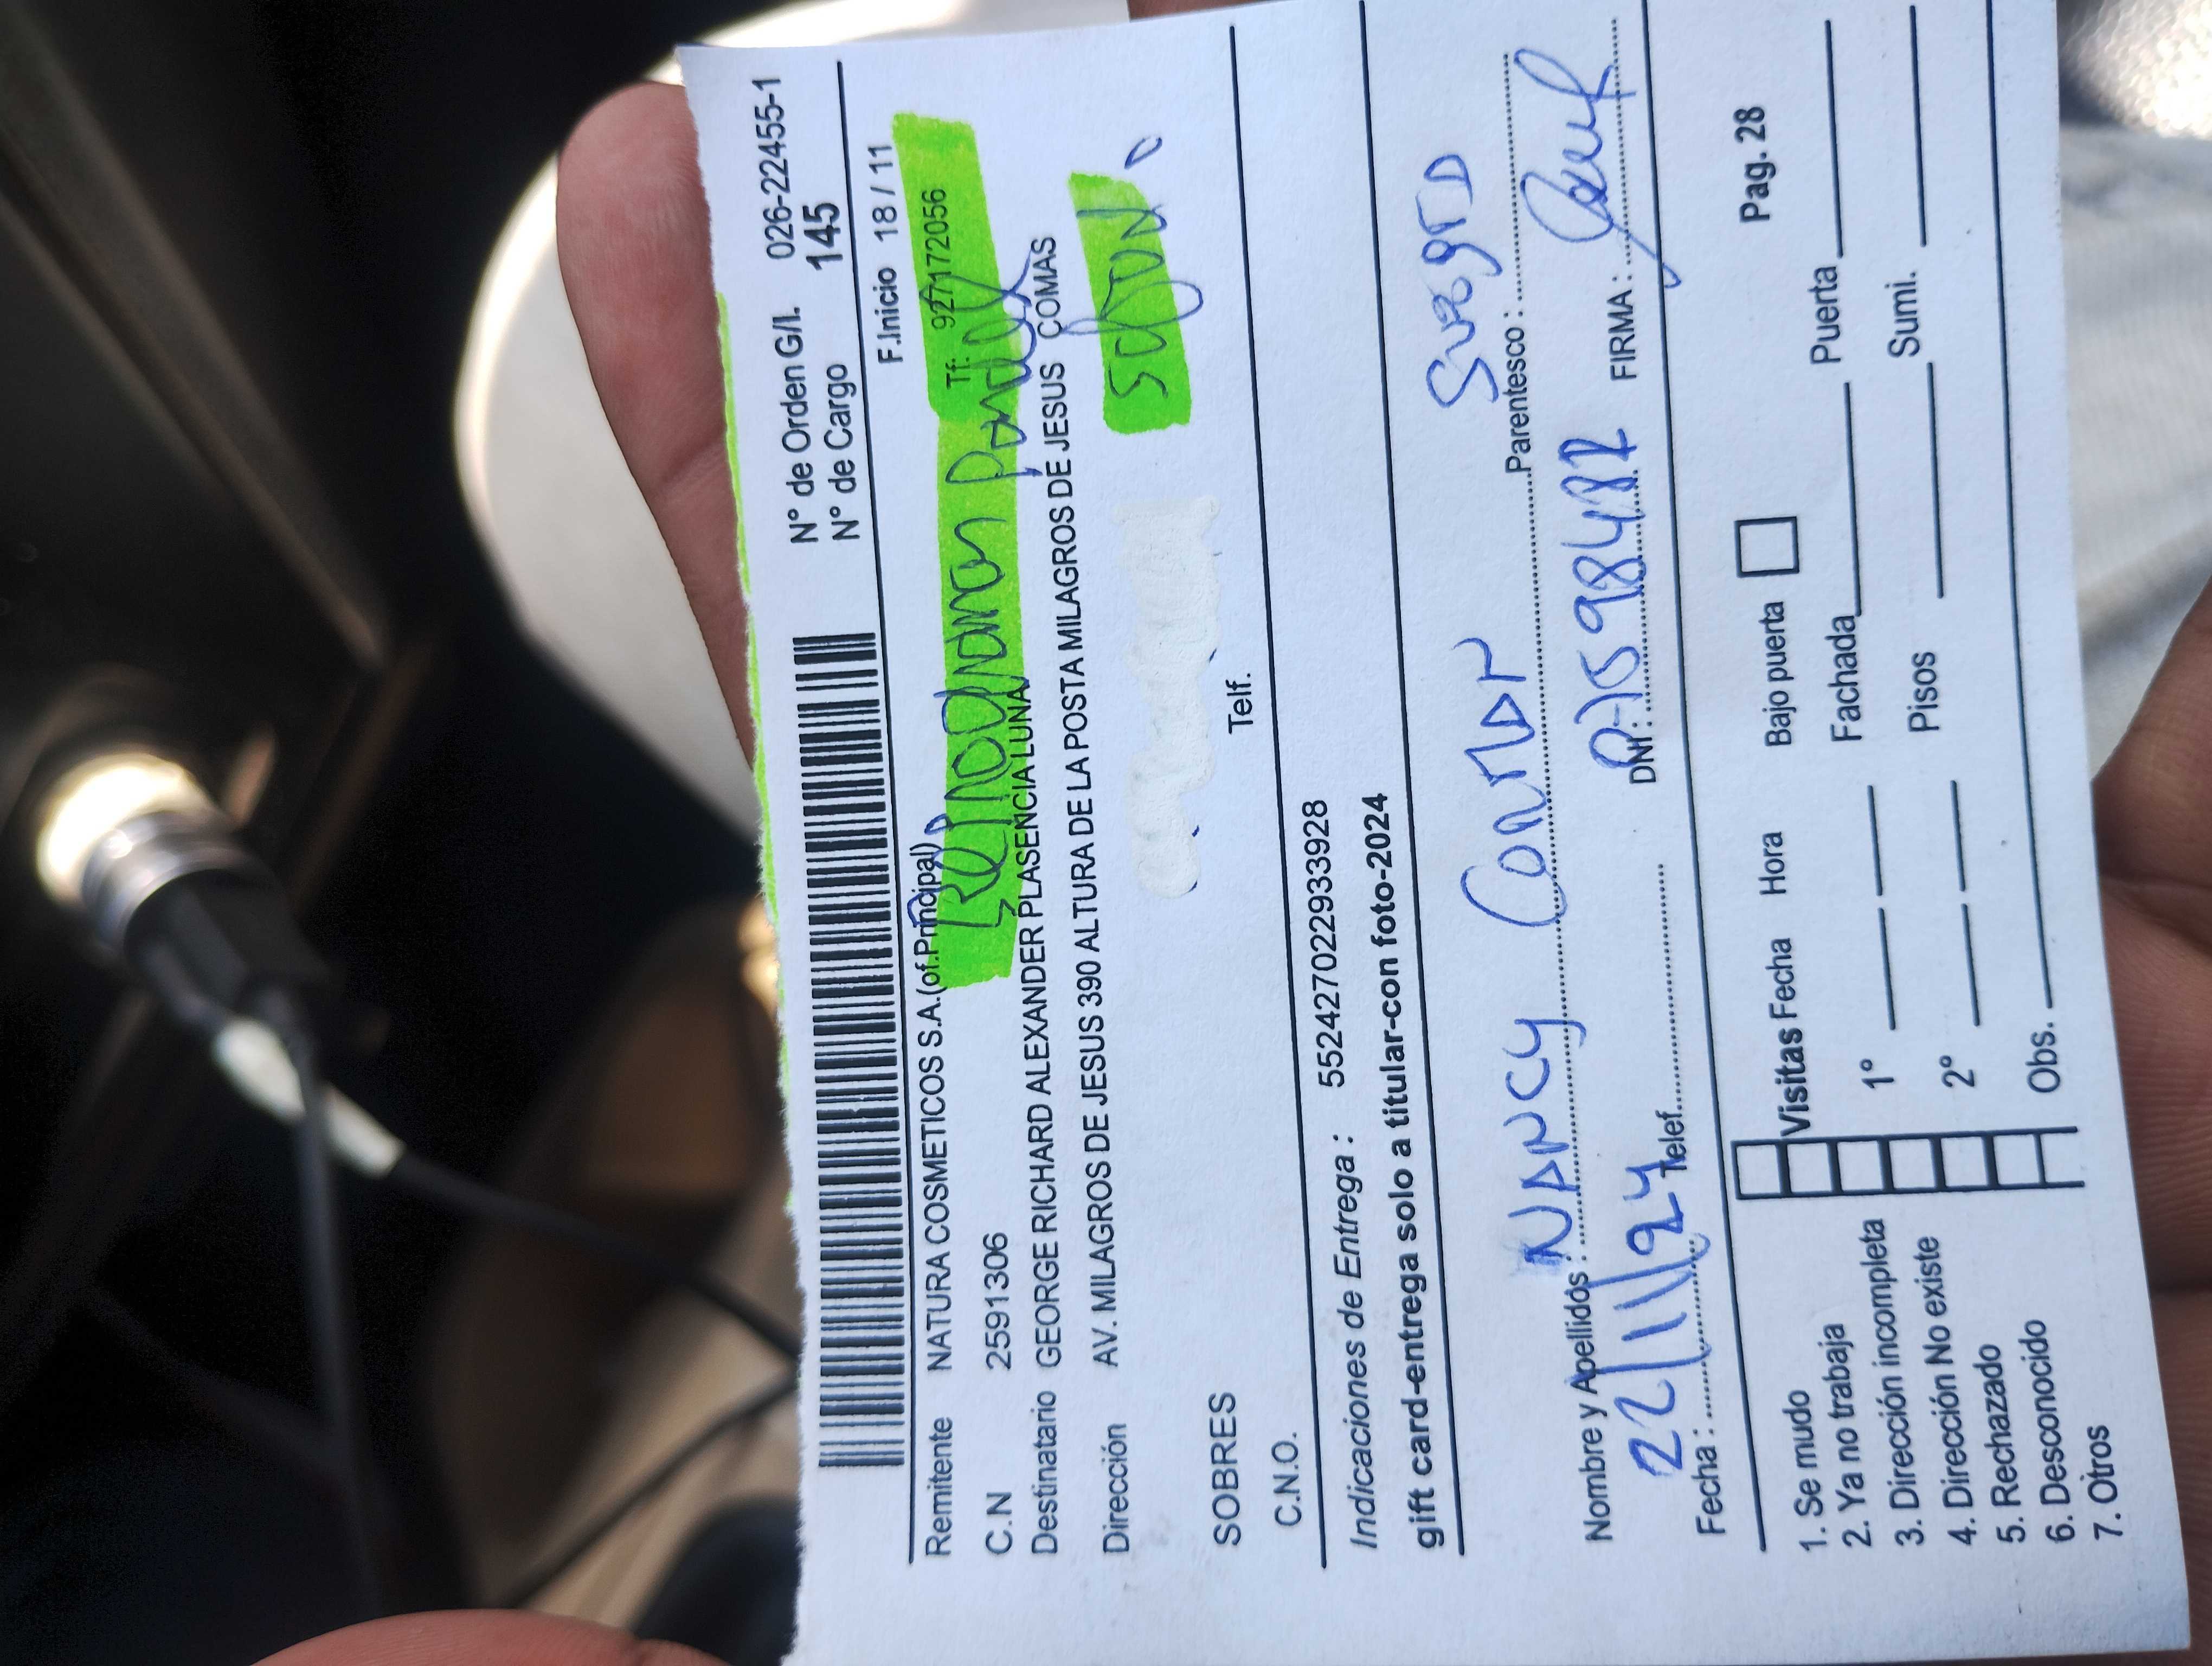 N° de Orden G/I. 026-22455-1
N° de Cargo 145
F.Inicio 18 / 11
Remitente NATURA COSMETICOS S.A.(of.Principal)
C.N 2591306 Tf: 927172056
Destinatario GEORGE RICHARD ALEXANDER PLASENCIA LUNA
Dirección AV. MILAGROS DE JESUS 390 ALTURA DE LA POSTA MILAGROS DE JESUS COMAS
SOBRES
Telf.
C.N.O.
Indicaciones de Entrega : 5524270022933928
gift card-entrega solo a titular-con foto-2024
Nombre y Apellidos : NANCY Parentesco : Suegra
22/11/24
Fecha : Telef. DNI: FIRMA :
1. Se mudo
2. Ya no trabaja
3. Dirección incompleta
4. Dirección No existe
5. Rechazado
6. Desconocido
7. Otros
Visitas Fecha Hora Bajo puerta Pag. 28
1° Fachada Puerta
2° Pisos Sumi.
Obs.